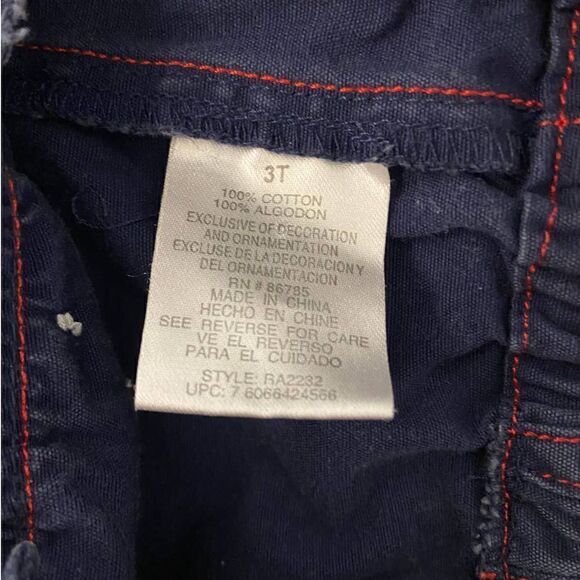 3T
100% COTTON
100% ALGODON
EXCLUSIVE OF DECORATION
AND ORNAMENTATION
EXCLUSE DE LA DECORACION Y
DEL ORNAMENTACION
RN # 86785
MADE IN CHINA
HECHO EN CHINE
SEE REVERSE FOR CARE
VE EL REVERSO
PARA EL CUIDADO
STYLE: RA2232
UPC: 7 6066424566